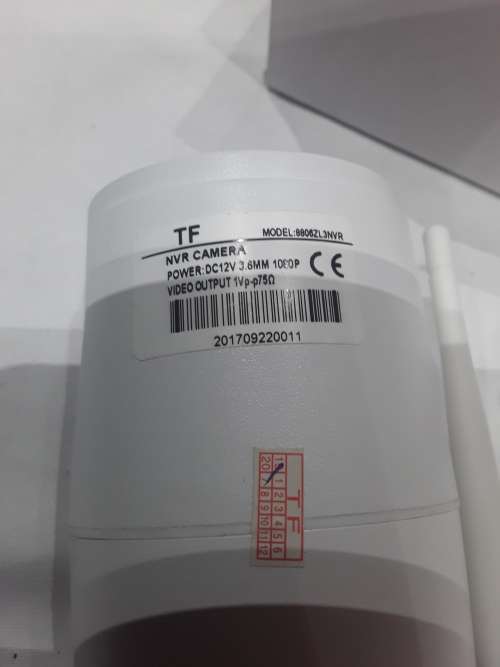 TF MODEL:8806ZL3NVR
NVR CAMERA
POWER:DC12V 3.6MM 1080P CE
VIDEO OUTPUT 1Vp-p75Ω
201709220011
TF
1 2 3 4 5 6
20 7 8 9 10 11 12